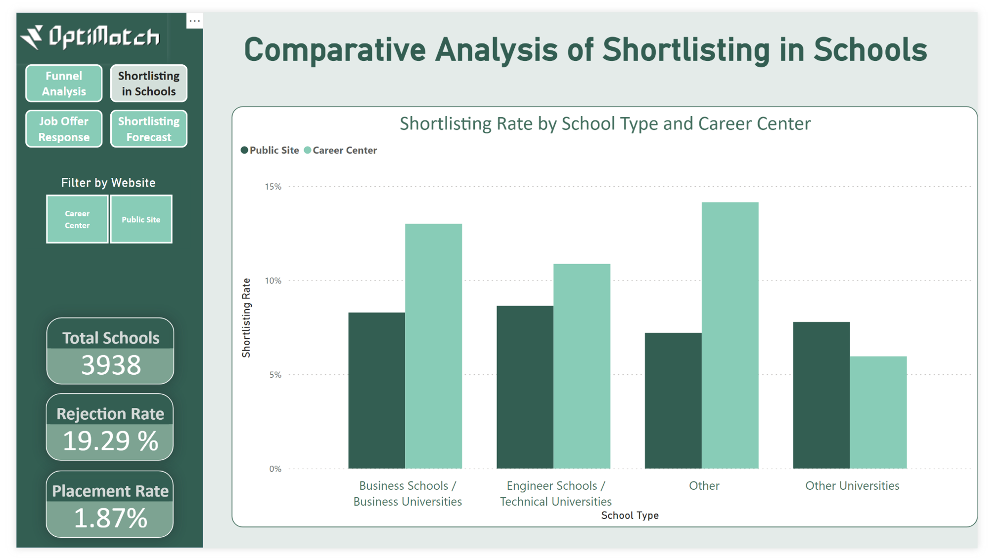 OptiMatch
...
Funnel
Analysis
Shortlisting
in Schools
Job Offer
Response
Shortlisting
Forecast
Filter by Website
Career
Center
Public Site
Total Schools
3938
Rejection Rate
19.29 %
Placement Rate
1.87%
Comparative Analysis of Shortlisting in Schools
Shortlisting Rate by School Type and Career Center
Public Site Career Center
Shortlisting Rate
15%
10%
5%
0%
Business Schools /
Business Universities
Engineer Schools /
Technical Universities
Other
Other Universities
School Type